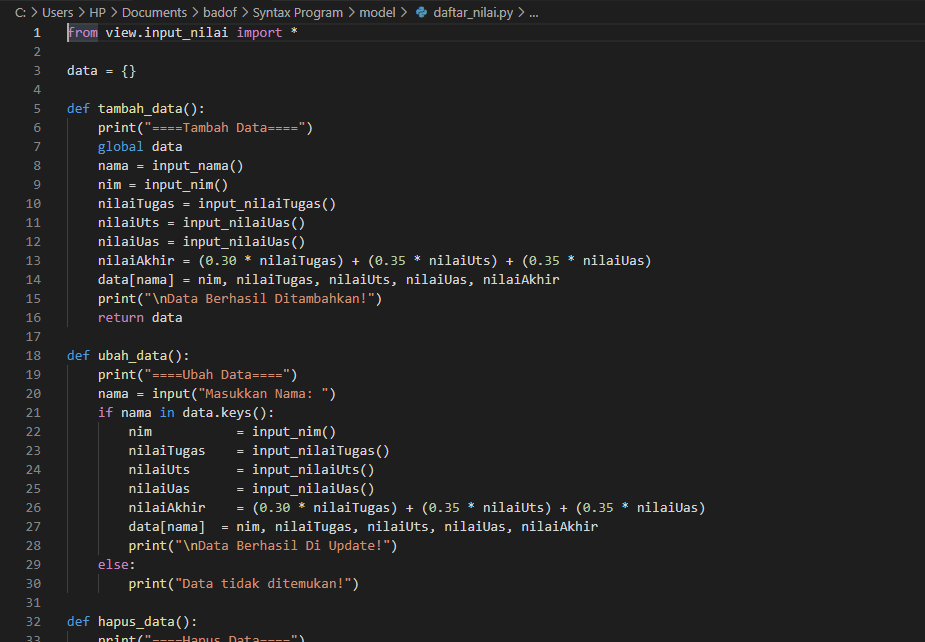 C: > Users > HP > Documents > badof > Syntax Program > model > daftar_nilai.py > ...
1 from view.input_nilai import *
2
3 data = {}
4
5 def tambah_data():
6     print("====Tambah Data====")
7     global data
8     nama = input_nama()
9     nim = input_nim()
10     nilaiTugas = input_nilaiTugas()
11     nilaiUts = input_nilaiUas()
12     nilaiUas = input_nilaiUas()
13     nilaiAkhir = (0.30 * nilaiTugas) + (0.35 * nilaiUts) + (0.35 * nilaiUas)
14     data[nama] = nim, nilaiTugas, nilaiUts, nilaiUas, nilaiAkhir
15     print("\nData Berhasil Ditambahkan!")
16     return data
17
18 def ubah_data():
19     print("====Ubah Data====")
20     nama = input("Masukkan Nama: ")
21     if nama in data.keys():
22         nim           = input_nim()
23         nilaiTugas    = input_nilaiTugas()
24         nilaiUts      = input_nilaiUts()
25         nilaiUas      = input_nilaiUas()
26         nilaiAkhir    = (0.30 * nilaiTugas) + (0.35 * nilaiUts) + (0.35 * nilaiUas)
27         data[nama]  = nim, nilaiTugas, nilaiUts, nilaiUas, nilaiAkhir
28         print("\nData Berhasil Di Update!")
29     else:
30         print("Data tidak ditemukan!")
31
32 def hapus_data():
33     print("====Hapus Data====")